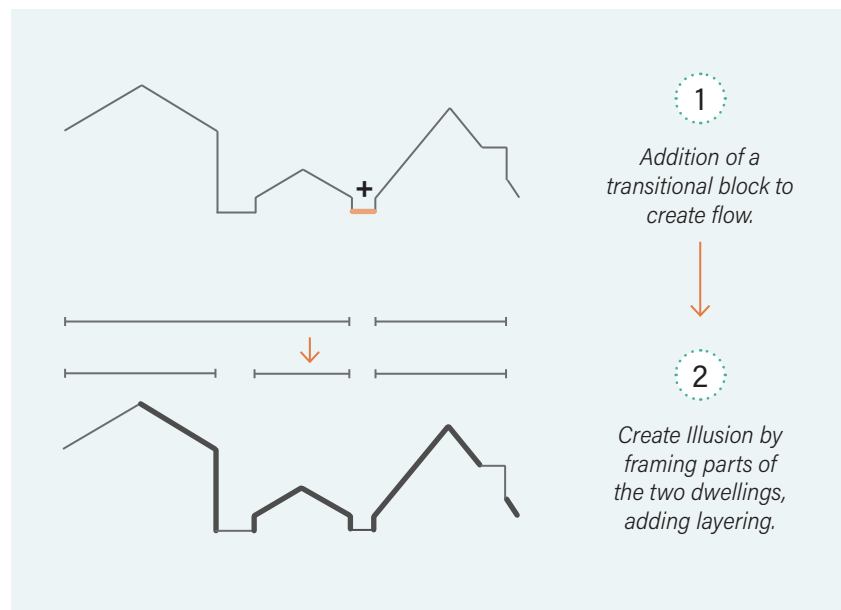 1
Addition of a
transitional block to
create flow.
+
2
Create Illusion by
framing parts of
the two dwellings,
adding layering.